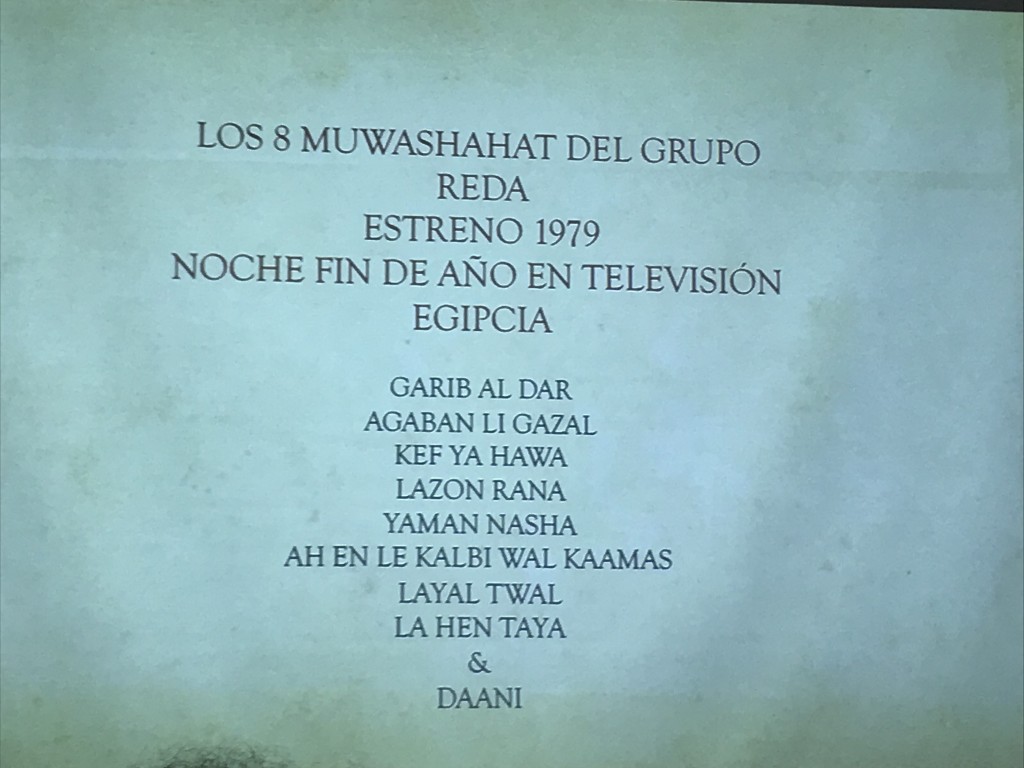 LOS 8 MUWASHAHAT DEL GRUPO
REDA
ESTRENO 1979
NOCHE FIN DE AÑO EN TELEVISIÓN
EGIPCIA
GARIB AL DAR
AGABAN LI GAZAL
KEF YA HAWA
LAZON RANA
YAMAN NASHA
AH EN LE KALBI WAL KAAMAS
LAYAL TWAL
LA HEN TAYA
&
DAANI